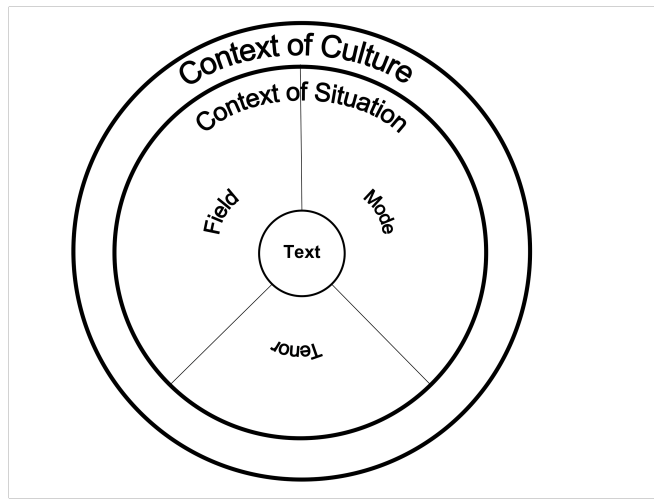 Context of Culture
Context of Situation
Field
Mode
Text
Tenor